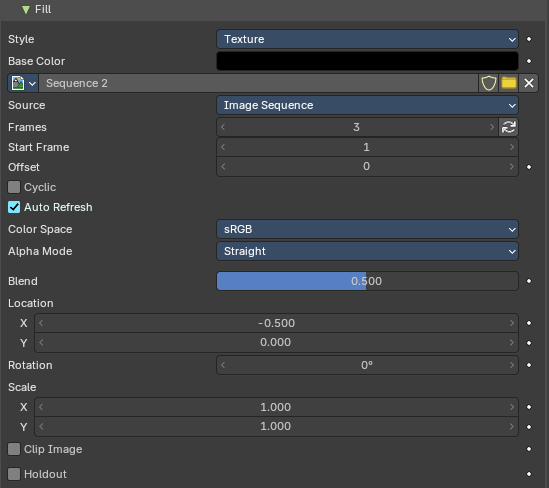 Fill
Style Texture
Base Color
Sequence 2
Source Image Sequence
Frames 3
Start Frame 1
Offset 0
Cyclic
Auto Refresh
Color Space sRGB
Alpha Mode Straight
Blend 0.500
Location
X -0.500
Y 0.000
Rotation 0°
Scale
X 1.000
Y 1.000
Clip Image
Holdout